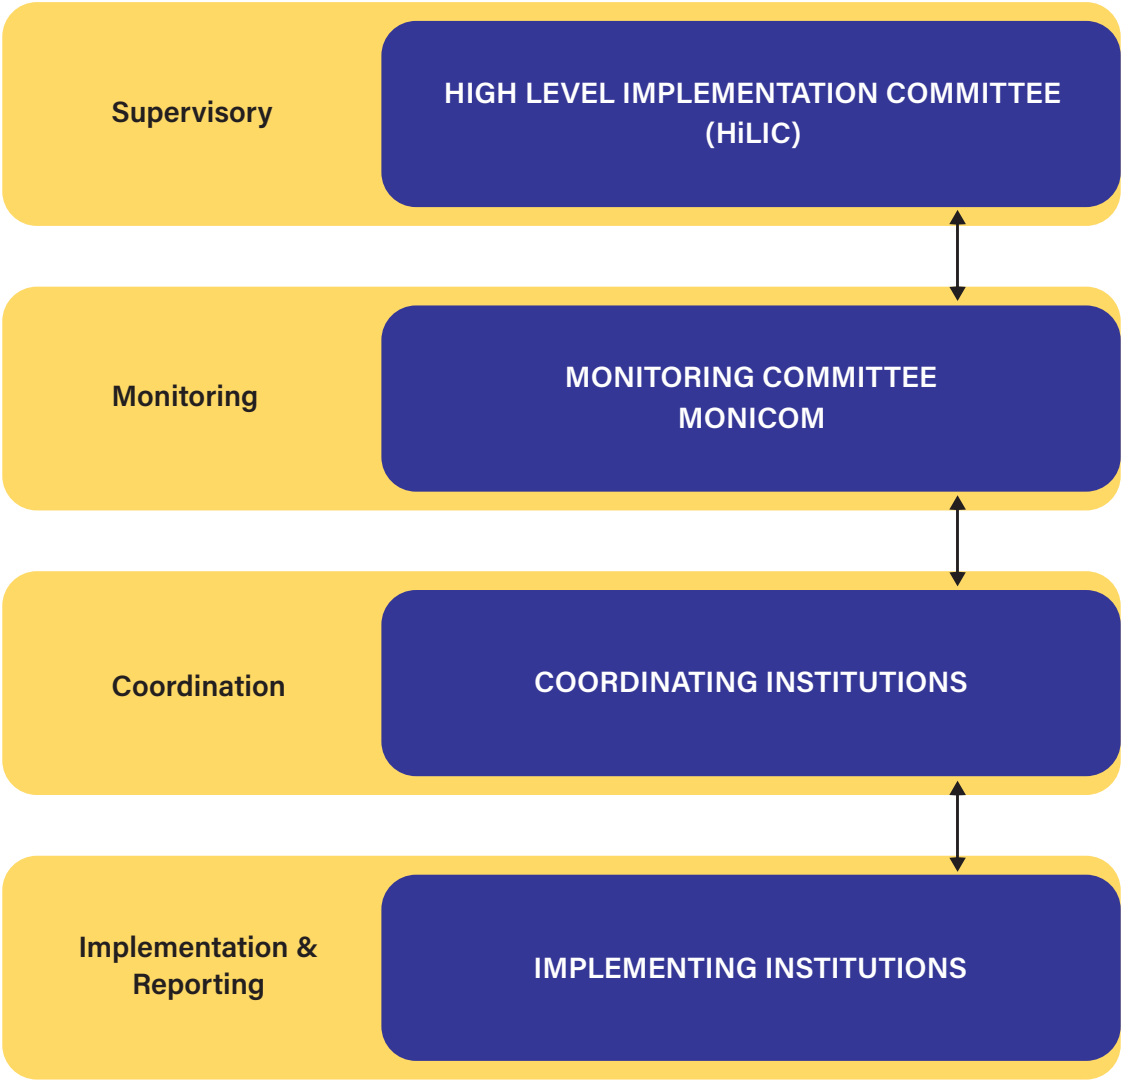 Supervisory
HIGH LEVEL IMPLEMENTATION COMMITTEE
(HiLIC)
Monitoring
MONITORING COMMITTEE
MONICOM
Coordination
COORDINATING INSTITUTIONS
Implementation &
Reporting
IMPLEMENTING INSTITUTIONS